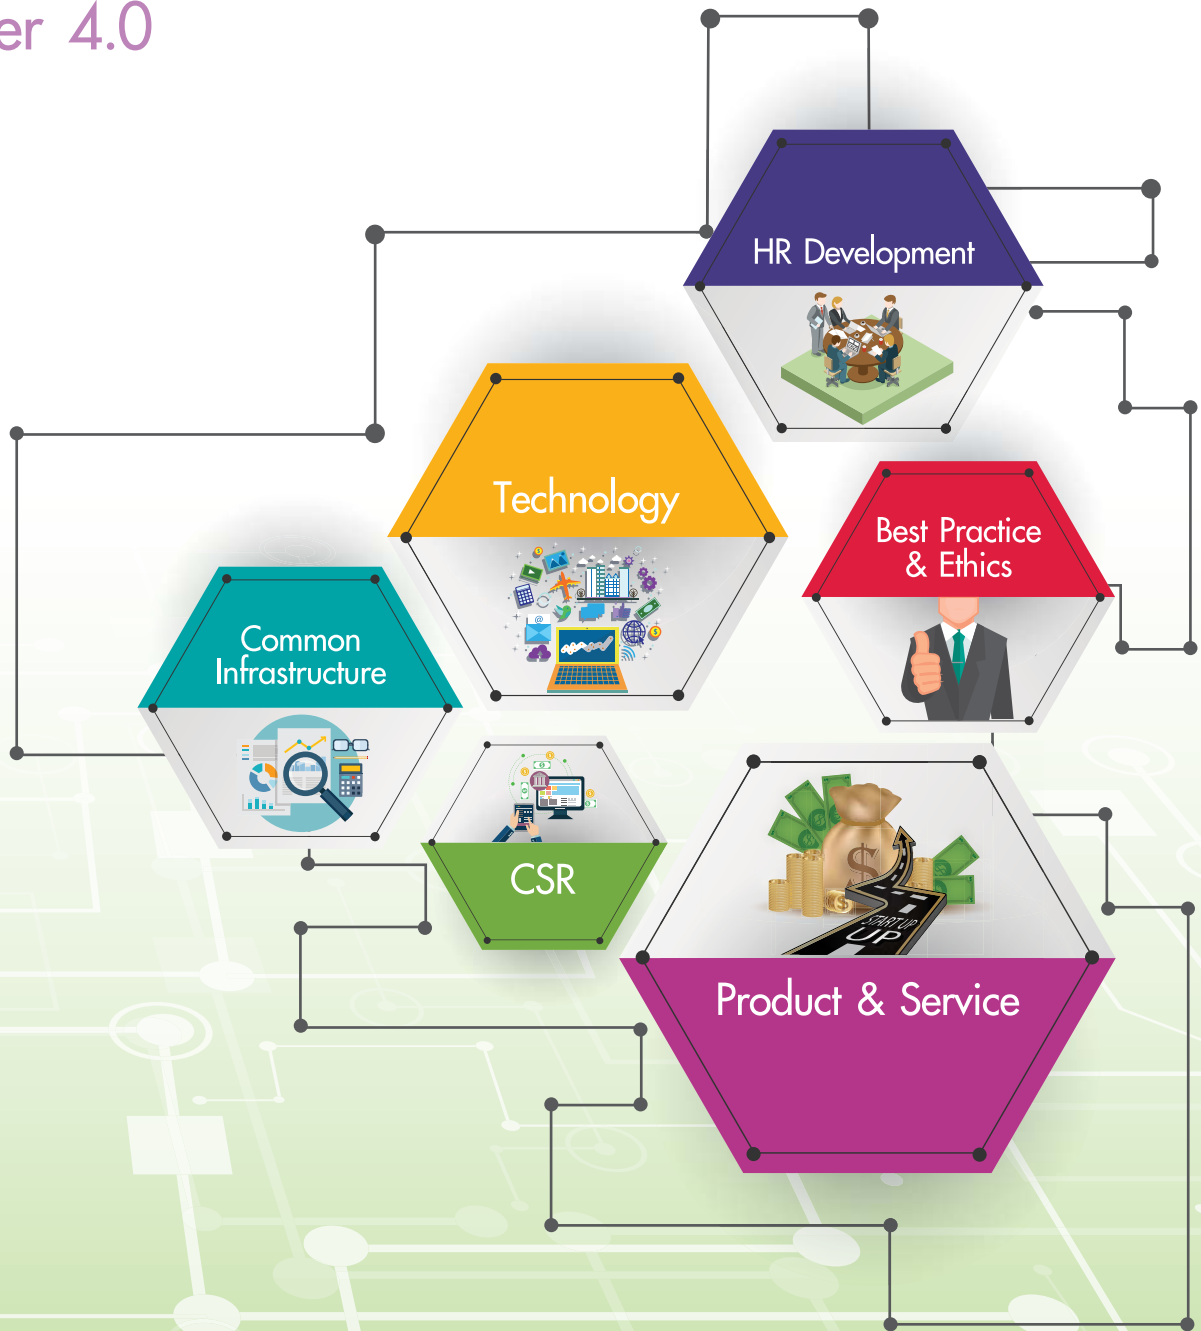 er 4.0
HR Development
Technology
Best Practice
& Ethics
Common
Infrastructure
CSR
START UP
UP
Product & Service